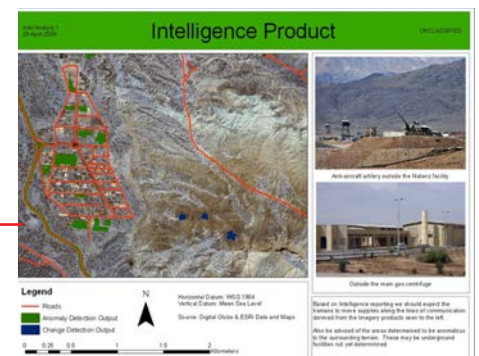 Intel Analyst 1
Intelligence Product
UNCLASSIFIED
Anti-aircraft artillery outside the Natanz facility
Outside the main gas centrifuge
Legend
Roads
Anomaly Detection Output
Change Detection Output
0 0.25 0.5 1 1.5 2
Kilometers
N
Horizontal Datum: WGS 1984
Vertical Datum: Mean Sea Level
Source: Digital Globe & ESRI Data and Maps
Based on Intelligence reporting we should expect the
Iranians to move supplies along the lines of communication
derived from the Imagery products seen to the left.
Also be advised of the areas determined to be anomalous
to the surrounding terrain. These may be underground
facilities not yet determined.